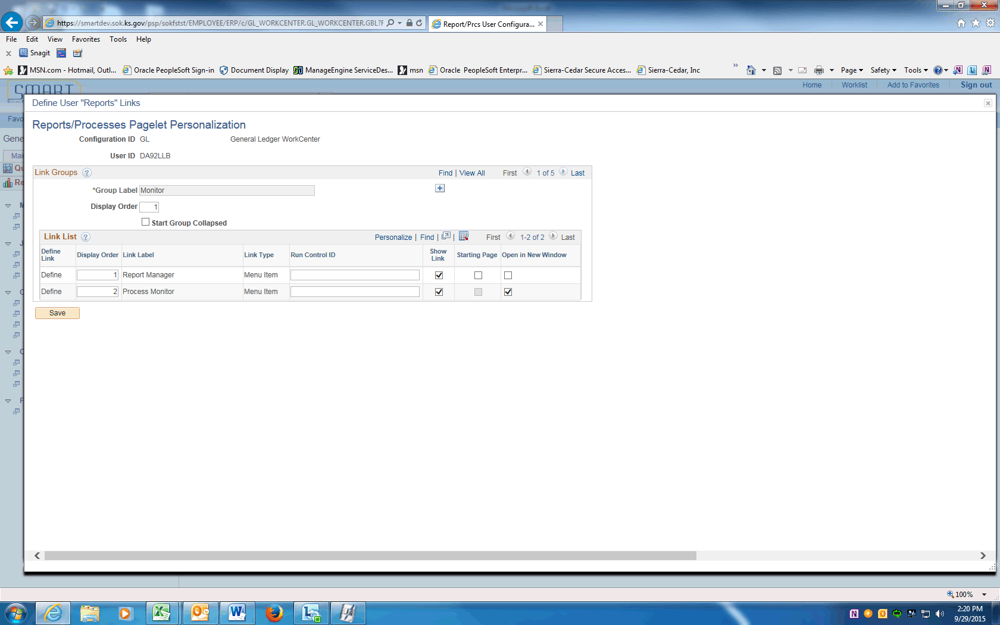 https://smartdev.sok.ks.gov/psp/sokfstst/EMPLOYEE/ERP/c/GL_WORKCENTER.GL_WORKCENTER.GBL?F
Report/Prcs User Configura...
File Edit View Favorites Tools Help
x Snagit
MSN.com - Hotmail, Outl... Oracle PeopleSoft Sign-in Document Display ManageEngine ServiceDes... msn Oracle PeopleSoft Enterpr... Sierra-Cedar Secure Acces... Sierra-Cedar, Inc » Page Safety Tools
SMART Home Worklist Add to Favorites Sign out
Define User "Reports" Links
Favo
Reports/Processes Pagelet Personalization
Gene
Configuration ID GL General Ledger WorkCenter
Mai
User ID DA92LLB
Qu
Link Groups ? Find | View All First 1 of 5 Last
Re
*Group Label Monitor
Display Order 1
Start Group Collapsed
Link List ? Personalize | Find | | First 1-2 of 2 Last
Define Link Display Order Link Label Link Type Run Control ID Show Link Starting Page Open in New Window
Define 1 Report Manager Menu Item
Define 2 Process Monitor Menu Item
Save
100%
2:20 PM
9/29/2015